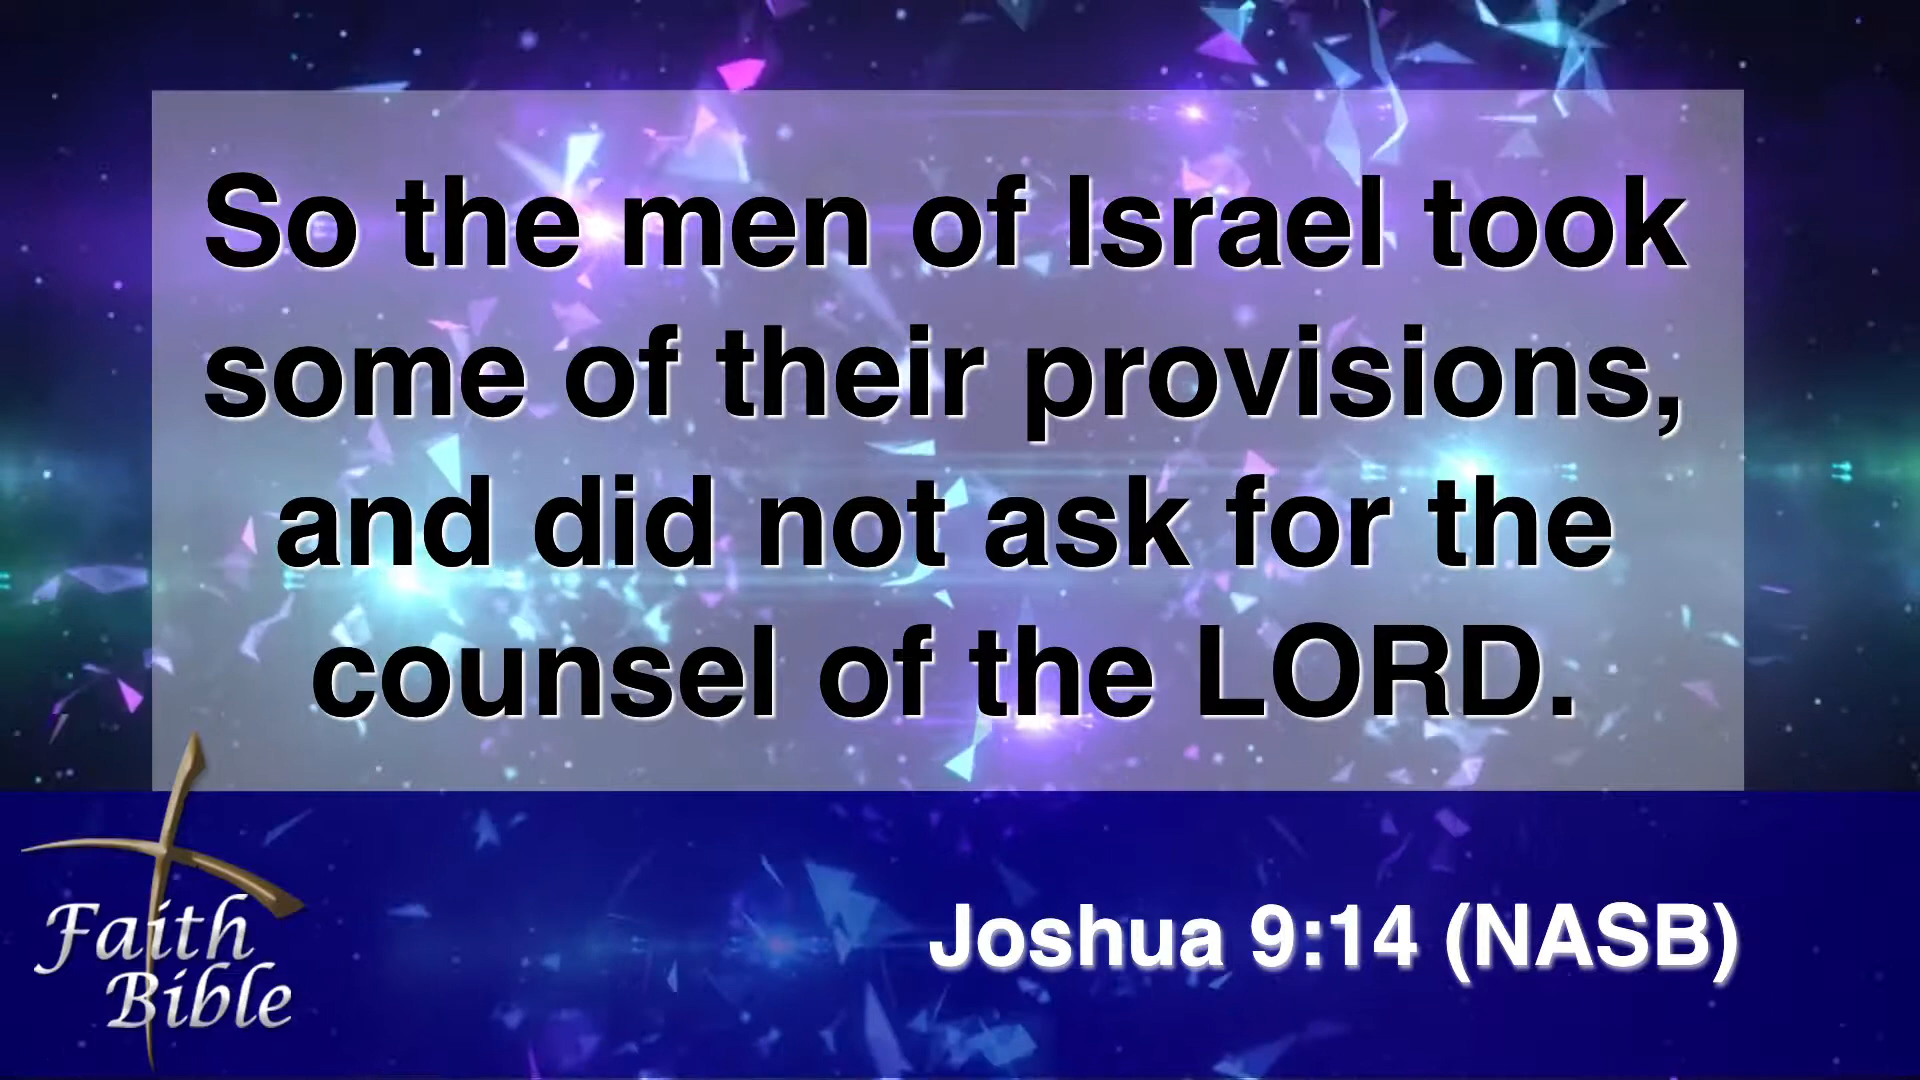 So the men of Israel took
some of their provisions,
and did not ask for the
counsel of the LORD.
Joshua 9:14 (NASB)
Faith
Bible